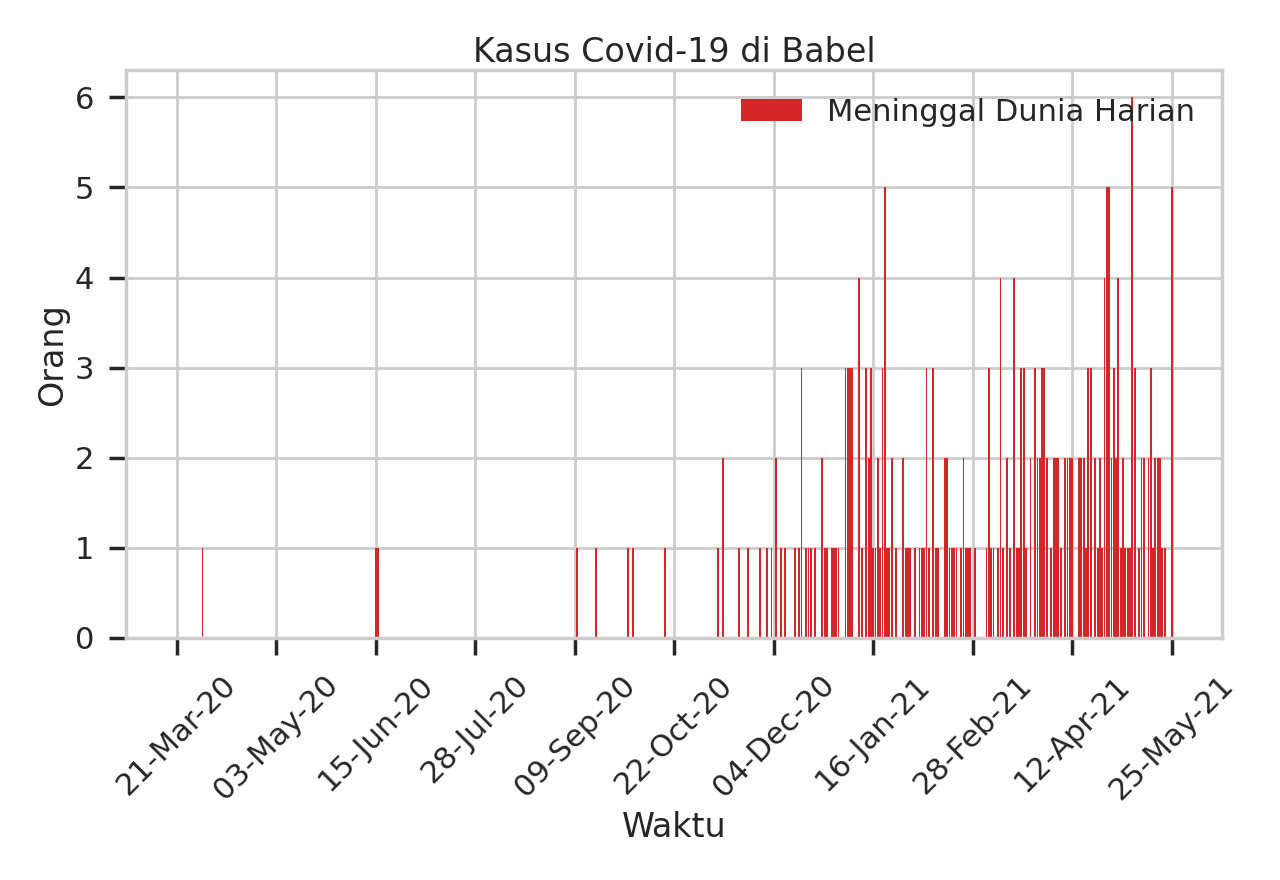 Kasus Covid-19 di Babel
Meninggal Dunia Harian
Orang
6
5
4
3
2
1
0
21-Mar-20
03-May-20
15-Jun-20
28-Jul-20
09-Sep-20
22-Oct-20
04-Dec-20
16-Jan-21
28-Feb-21
12-Apr-21
25-May-21
Waktu